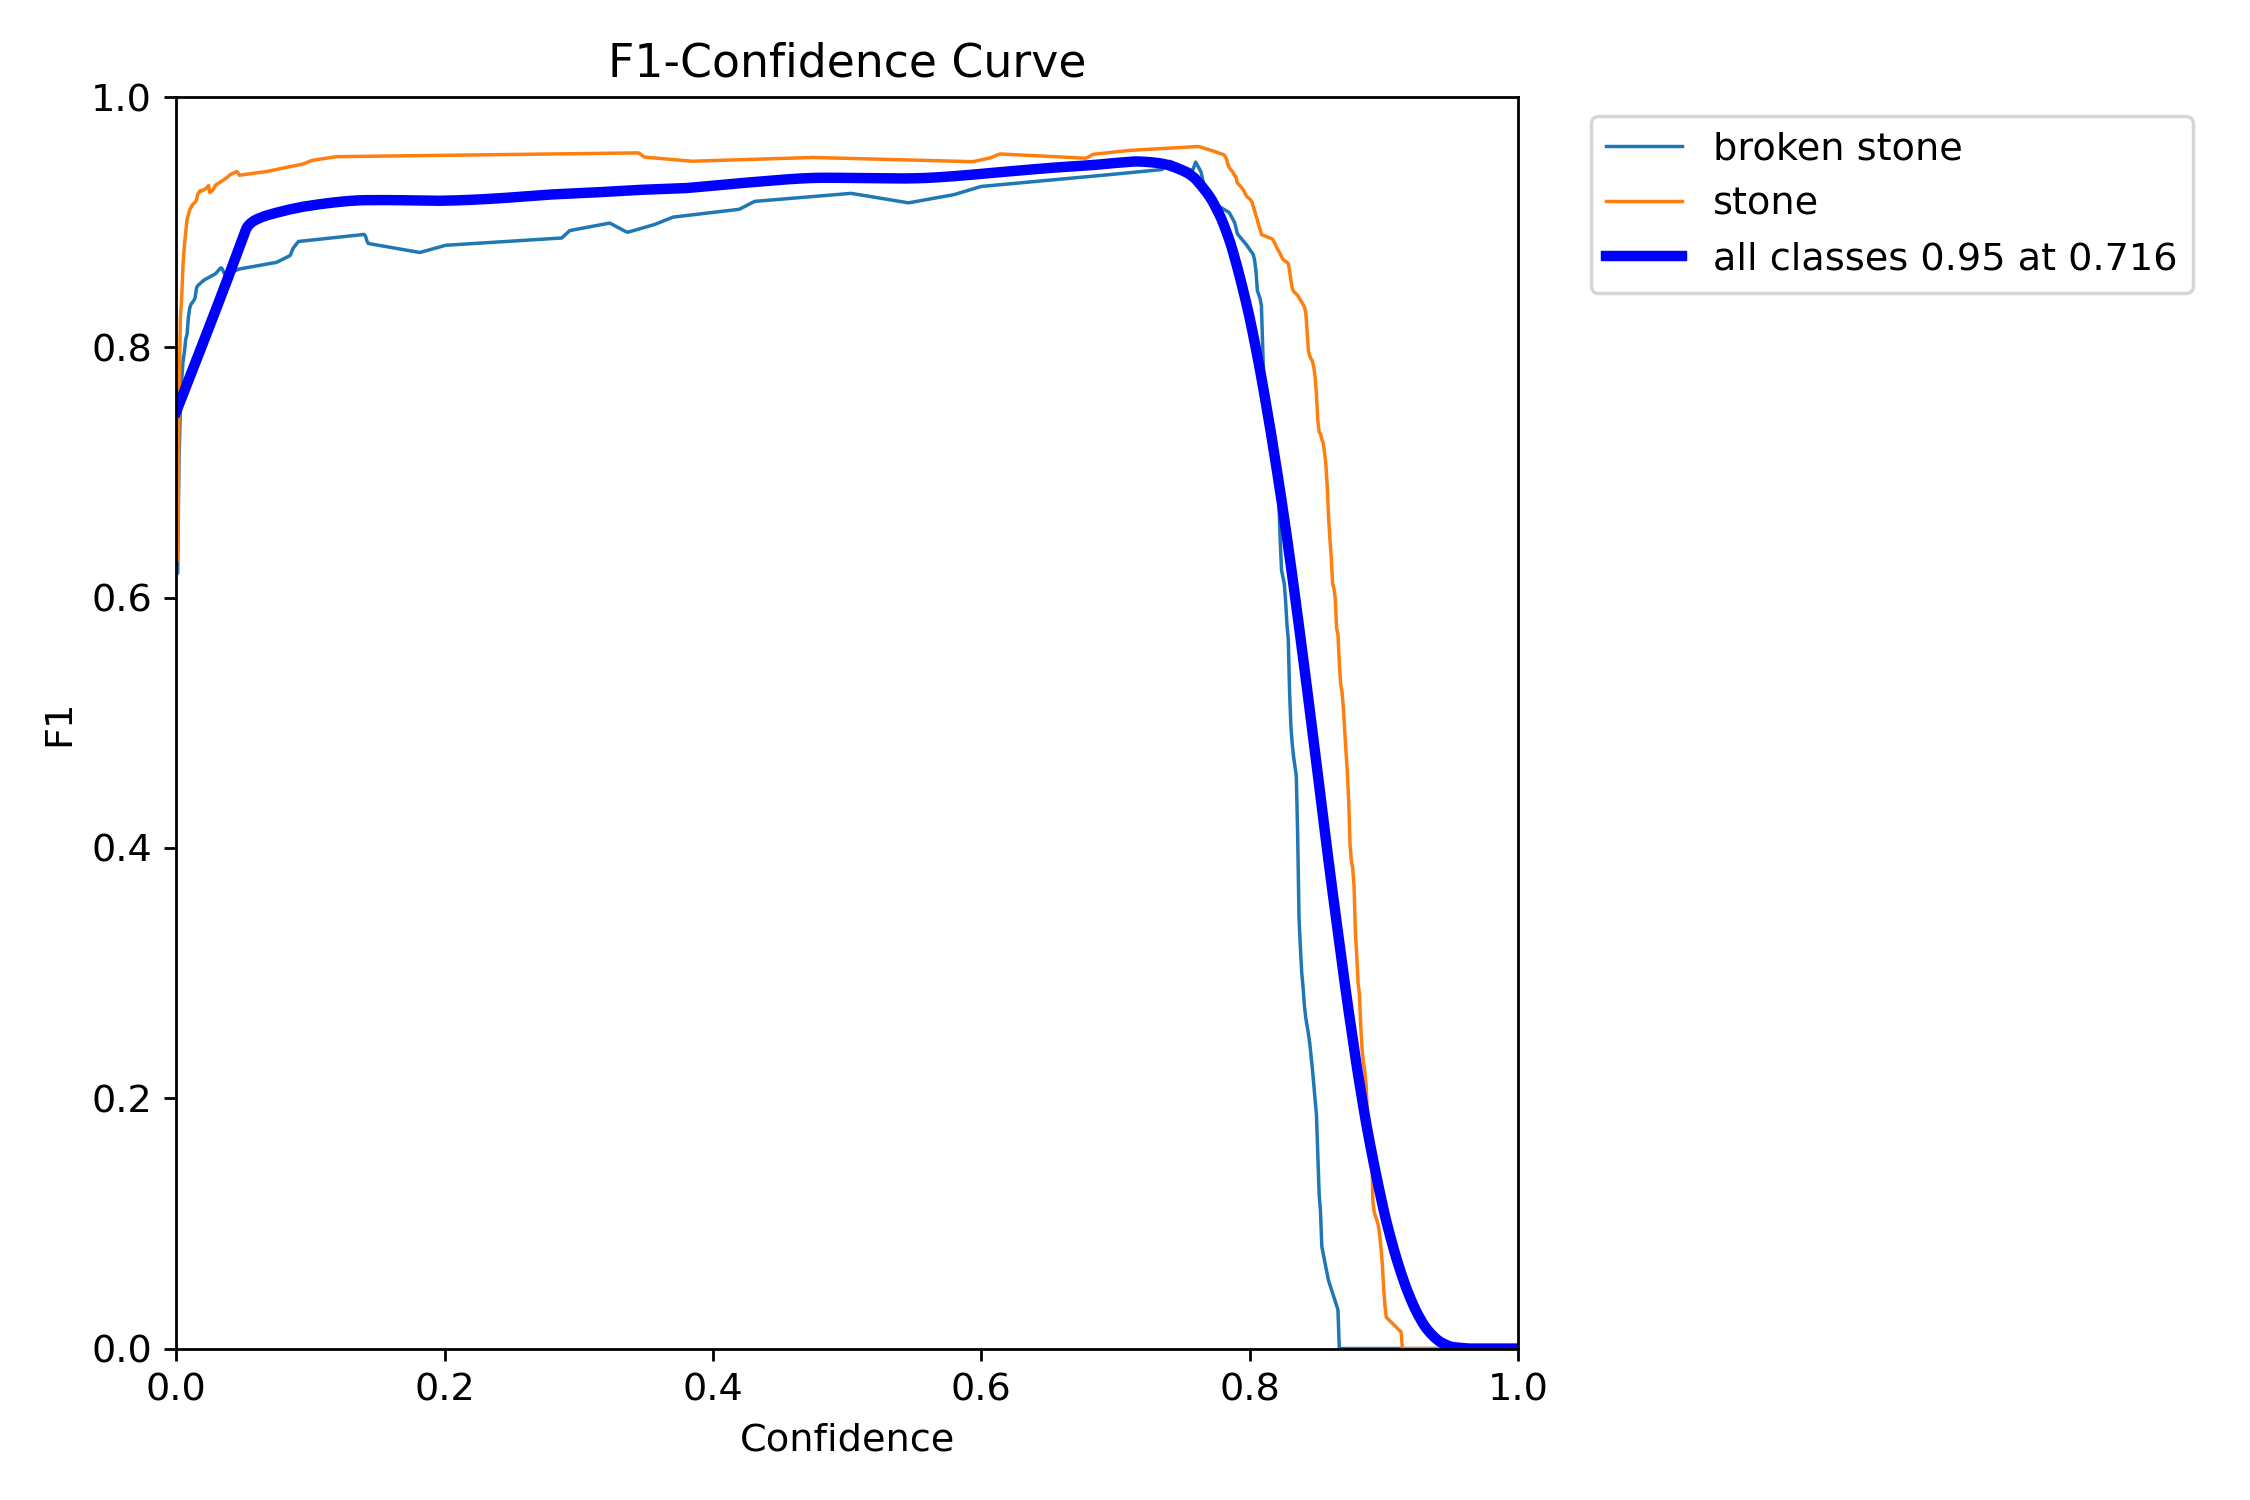 F1-Confidence Curve
1.0
0.8
0.6
0.4
0.2
0.0
F1
0.0 0.2 0.4 0.6 0.8 1.0
Confidence
broken stone
stone
all classes 0.95 at 0.716